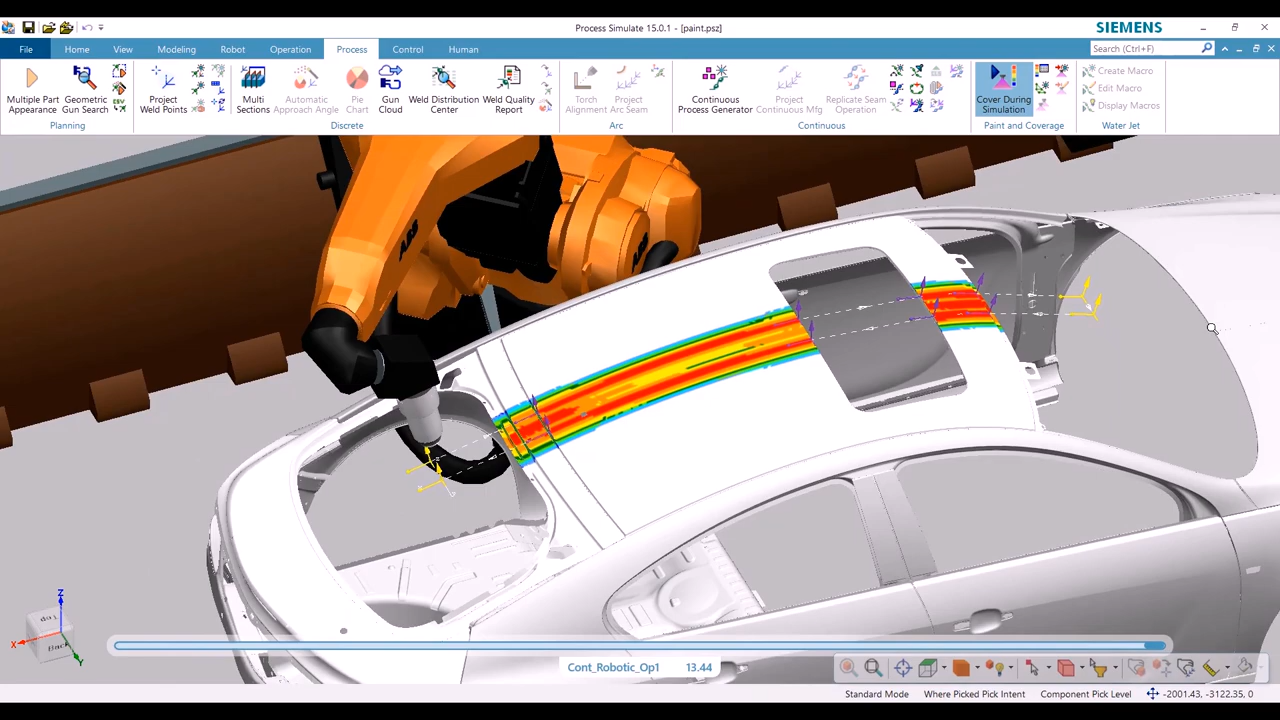 Process Simulate 15.0.1 - [paint.psz]
SIEMENS
File Home View Modeling Robot Operation Process Control Human
Search (Ctrl+F)
Multiple Part Appearance
Geometric Gun Search
Planning
Project Weld Points
Multi Sections
Automatic Approach Angle
Pie Chart
Gun Cloud
Weld Distribution Center
Weld Quality Report
Discrete
Torch Alignment
Project Arc Seam
Arc
Continuous Process Generator
Project Continuous Mfg
Replicate Seam Operation
Continuous
Cover During Simulation
Paint and Coverage
Create Macro
Edit Macro
Display Macros
Water Jet
ABB
Z
X
Y
Top
Back
Cont_Robotic_Op1 13.44
Standard Mode Where Picked Pick Intent Component Pick Level -2001.43, -3122.35, 0